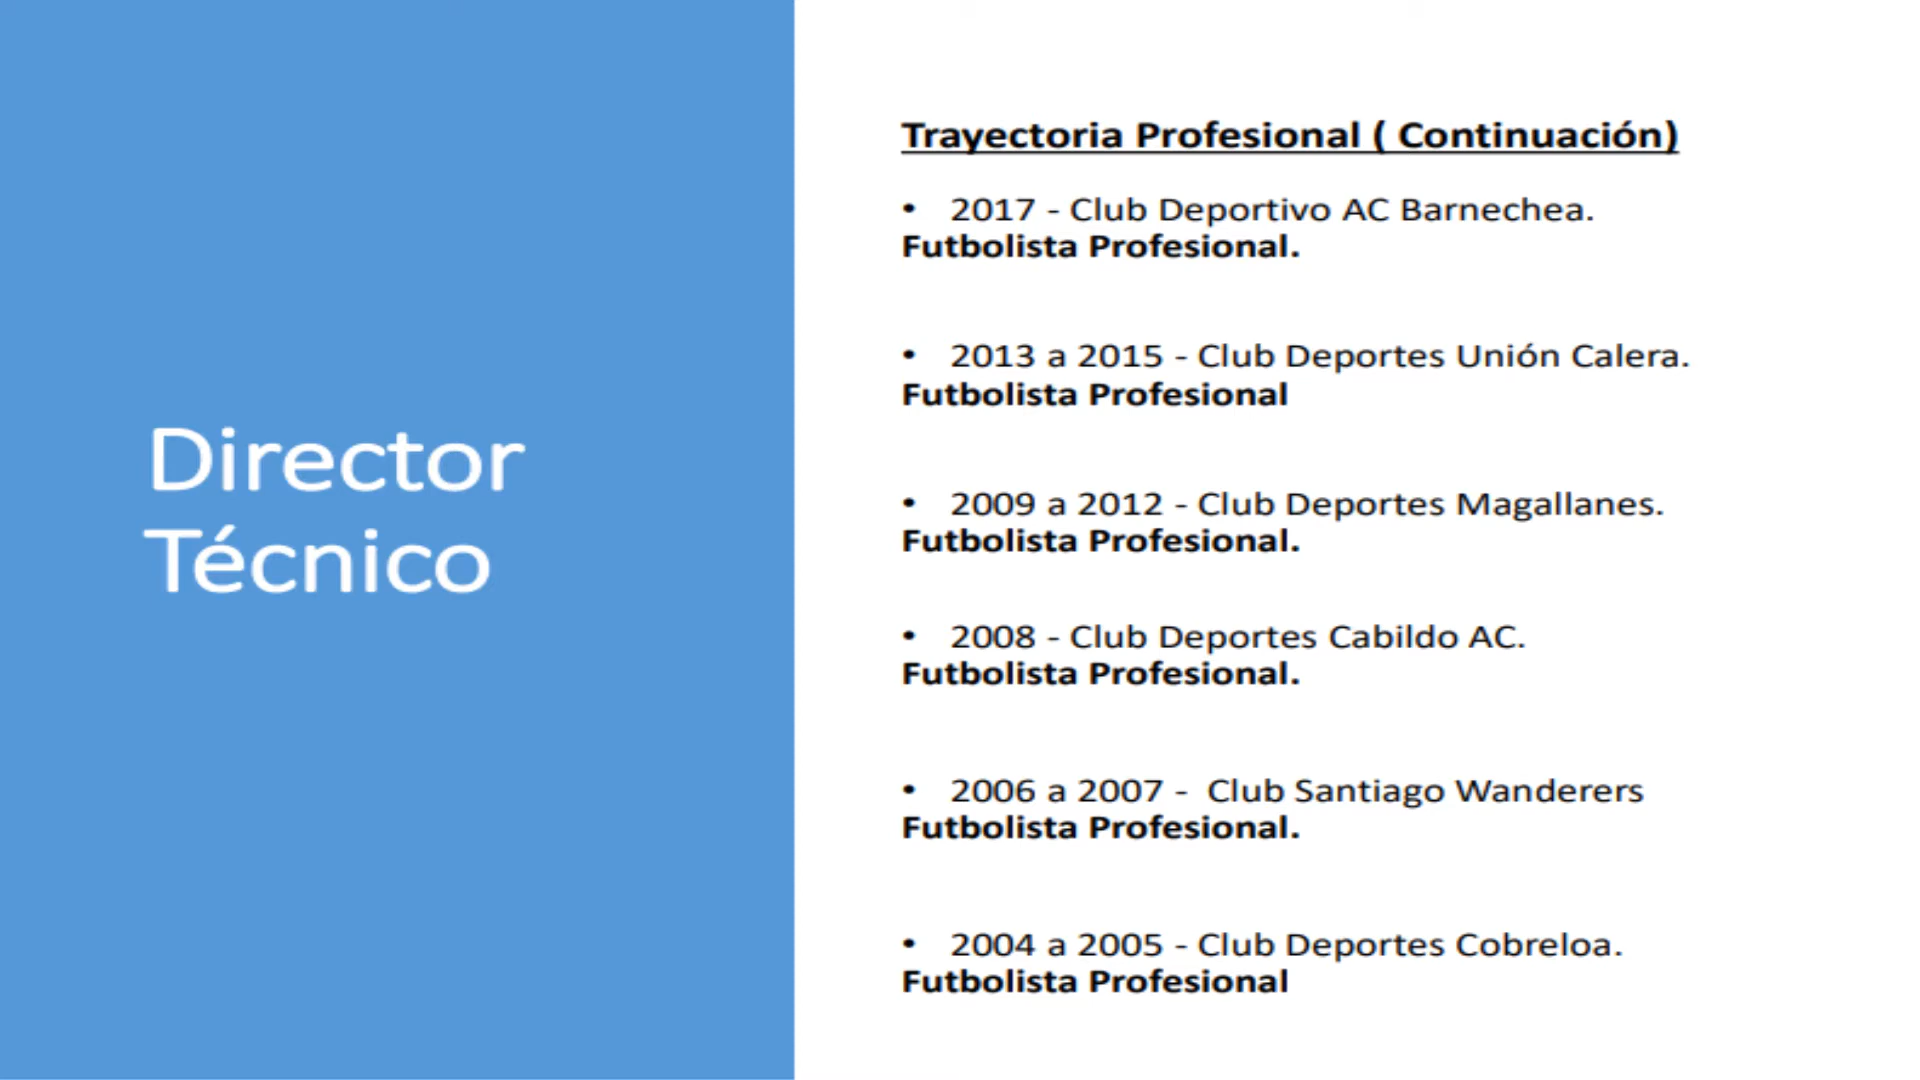 Director
Técnico
Trayectoria Profesional ( Continuación)
• 2017 - Club Deportivo AC Barnechea.
Futbolista Profesional.
• 2013 a 2015 - Club Deportes Unión Calera.
Futbolista Profesional
• 2009 a 2012 - Club Deportes Magallanes.
Futbolista Profesional.
• 2008 - Club Deportes Cabildo AC.
Futbolista Profesional.
• 2006 a 2007 -  Club Santiago Wanderers
Futbolista Profesional.
• 2004 a 2005 - Club Deportes Cobreloa.
Futbolista Profesional